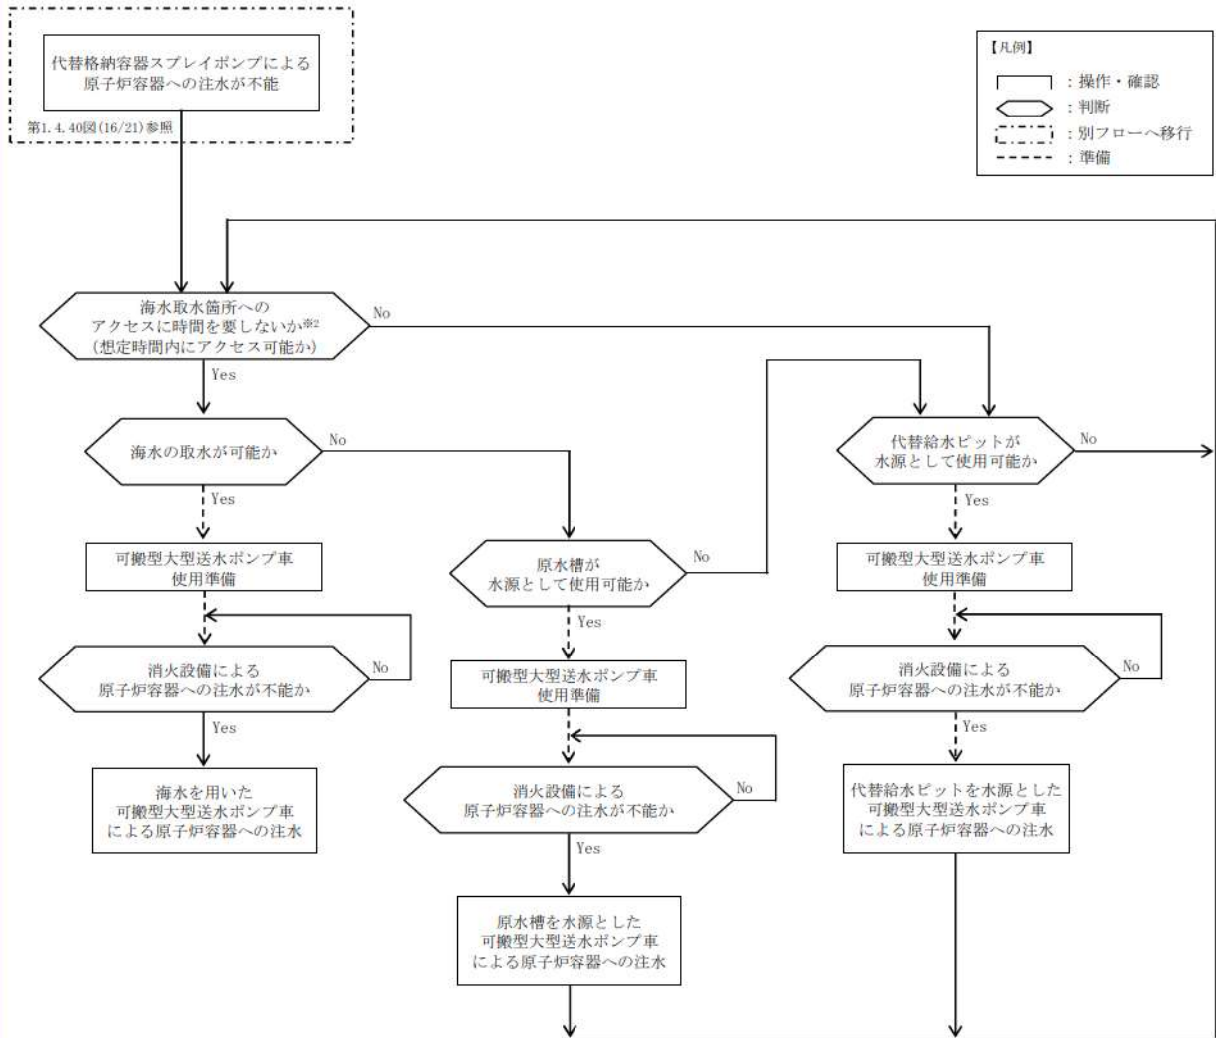 代替格納容器スプレイポンプによる
原子炉容器への注水が不能
第1.4.40図(16/21)参照
【凡例】
：操作・確認
：判断
：別フローへ移行
：準備
海水取水箇所への
アクセスに時間を要しないか※2
(想定時間内にアクセス可能か)
No
Yes
海水の取水が可能か
No
Yes
代替給水ピットが
水源として使用可能か
No
Yes
可搬型大型送水ポンプ車
使用準備
原水槽が
水源として使用可能か
No
Yes
可搬型大型送水ポンプ車
使用準備
消火設備による
原子炉容器への注水が不能か
No
Yes
可搬型大型送水ポンプ車
使用準備
消火設備による
原子炉容器への注水が不能か
No
Yes
海水を用いた
可搬型大型送水ポンプ車
による原子炉容器への注水
消火設備による
原子炉容器への注水が不能か
No
Yes
代替給水ピットを水源とした
可搬型大型送水ポンプ車
による原子炉容器への注水
原水槽を水源とした
可搬型大型送水ポンプ車
による原子炉容器への注水